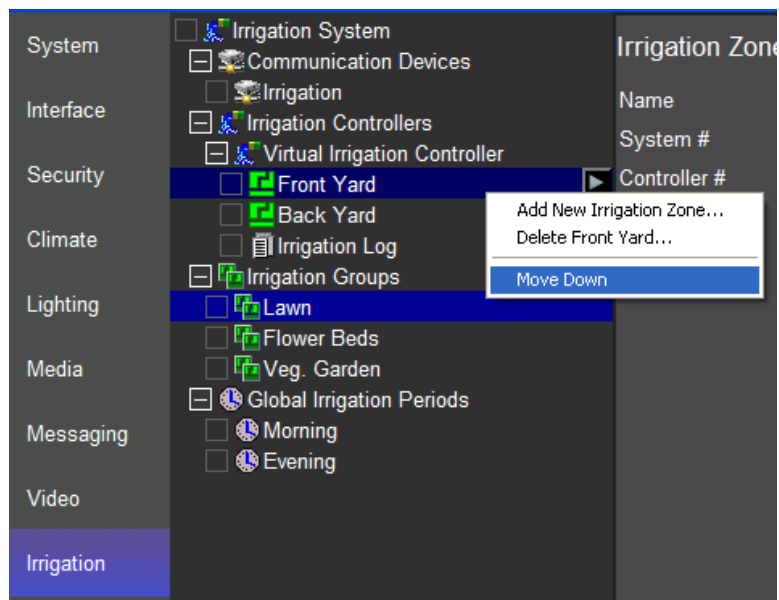 System
Interface
Security
Climate
Lighting
Media
Messaging
Video
Irrigation
Irrigation System
Communication Devices
Irrigation
Irrigation Controllers
Virtual Irrigation Controller
Front Yard
Back Yard
Irrigation Log
Irrigation Groups
Lawn
Flower Beds
Veg. Garden
Global Irrigation Periods
Morning
Evening
Add New Irrigation Zone...
Delete Front Yard...
Move Down
Irrigation Zone
Name
System #
Controller #